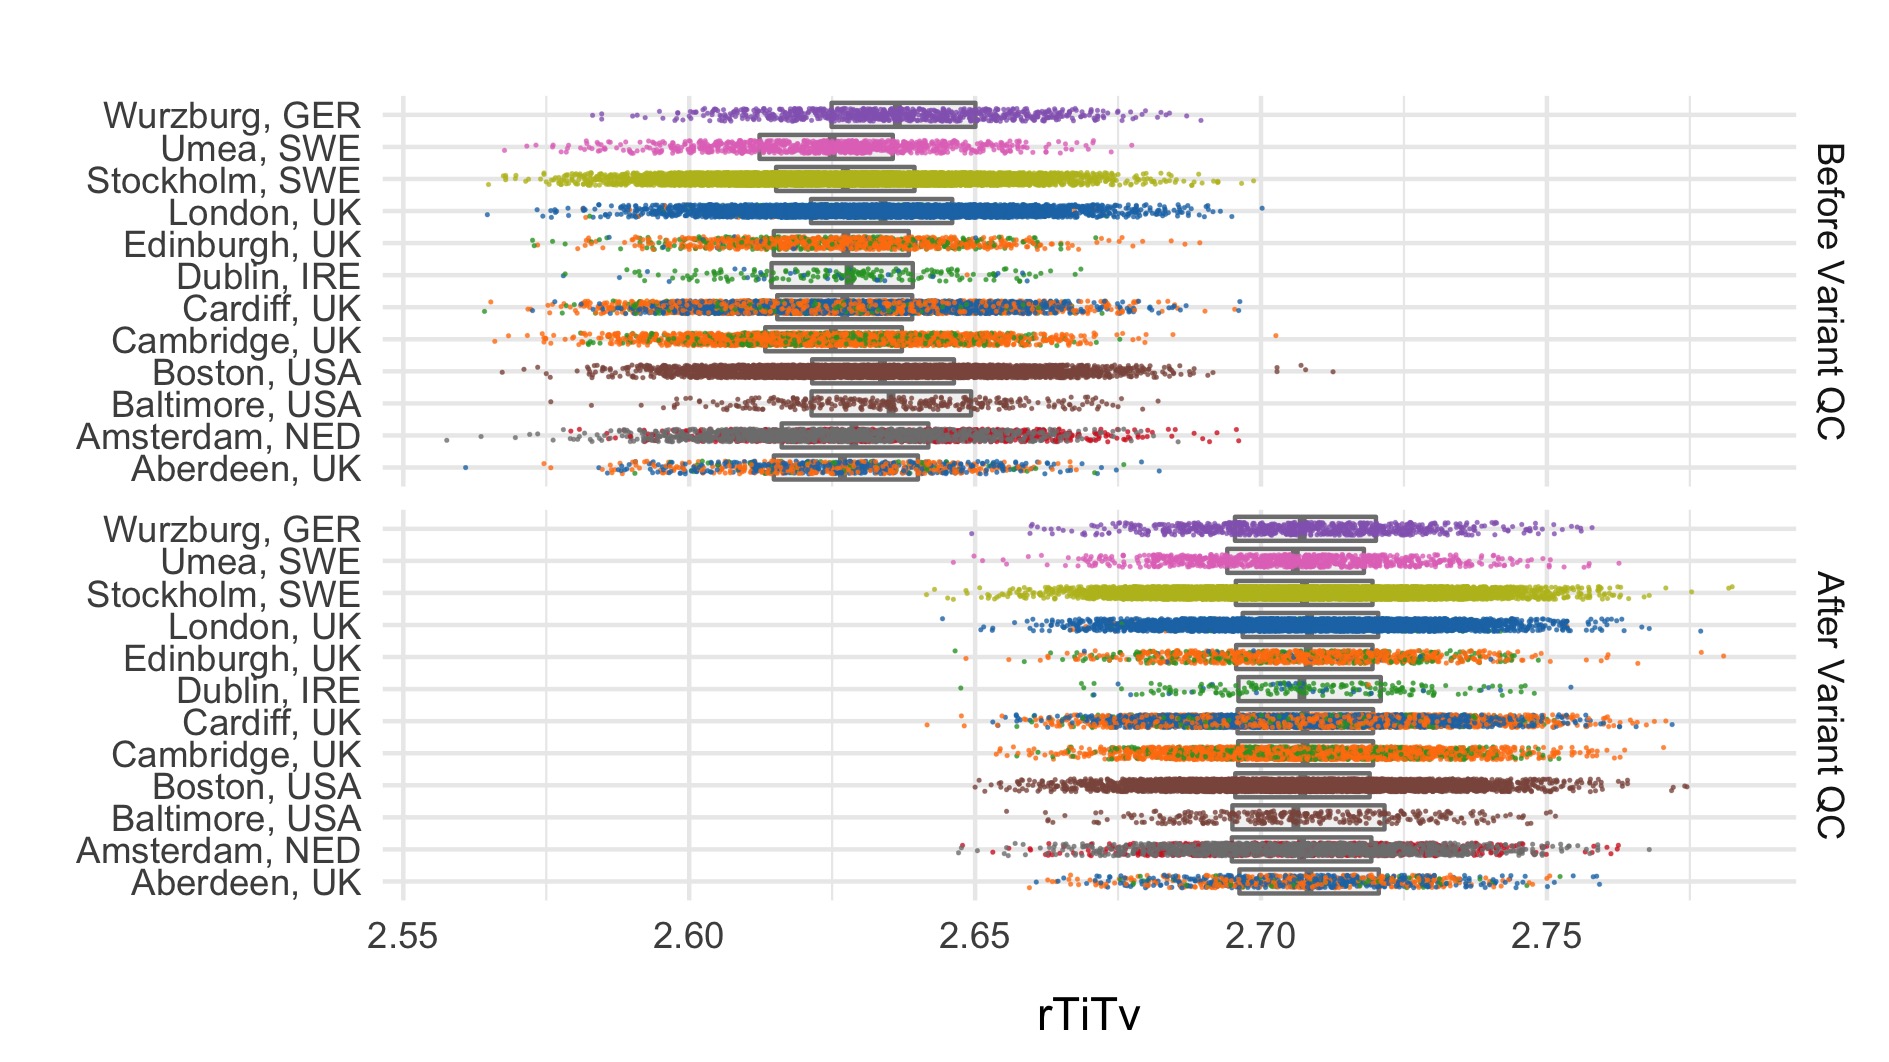 Wurzburg, GER
Umea, SWE
Stockholm, SWE
London, UK
Edinburgh, UK
Dublin, IRE
Cardiff, UK
Cambridge, UK
Boston, USA
Baltimore, USA
Amsterdam, NED
Aberdeen, UK
Before Variant QC
Wurzburg, GER
Umea, SWE
Stockholm, SWE
London, UK
Edinburgh, UK
Dublin, IRE
Cardiff, UK
Cambridge, UK
Boston, USA
Baltimore, USA
Amsterdam, NED
Aberdeen, UK
After Variant QC
2.55 2.60 2.65 2.70 2.75
rTiTv